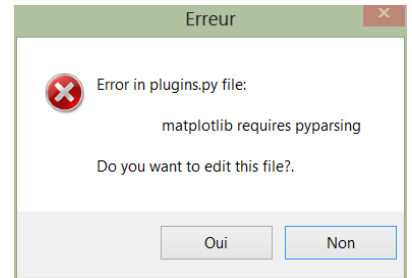 Erreur
Error in plugins.py file:
matplotlib requires pyparsing
Do you want to edit this file?.
Oui
Non